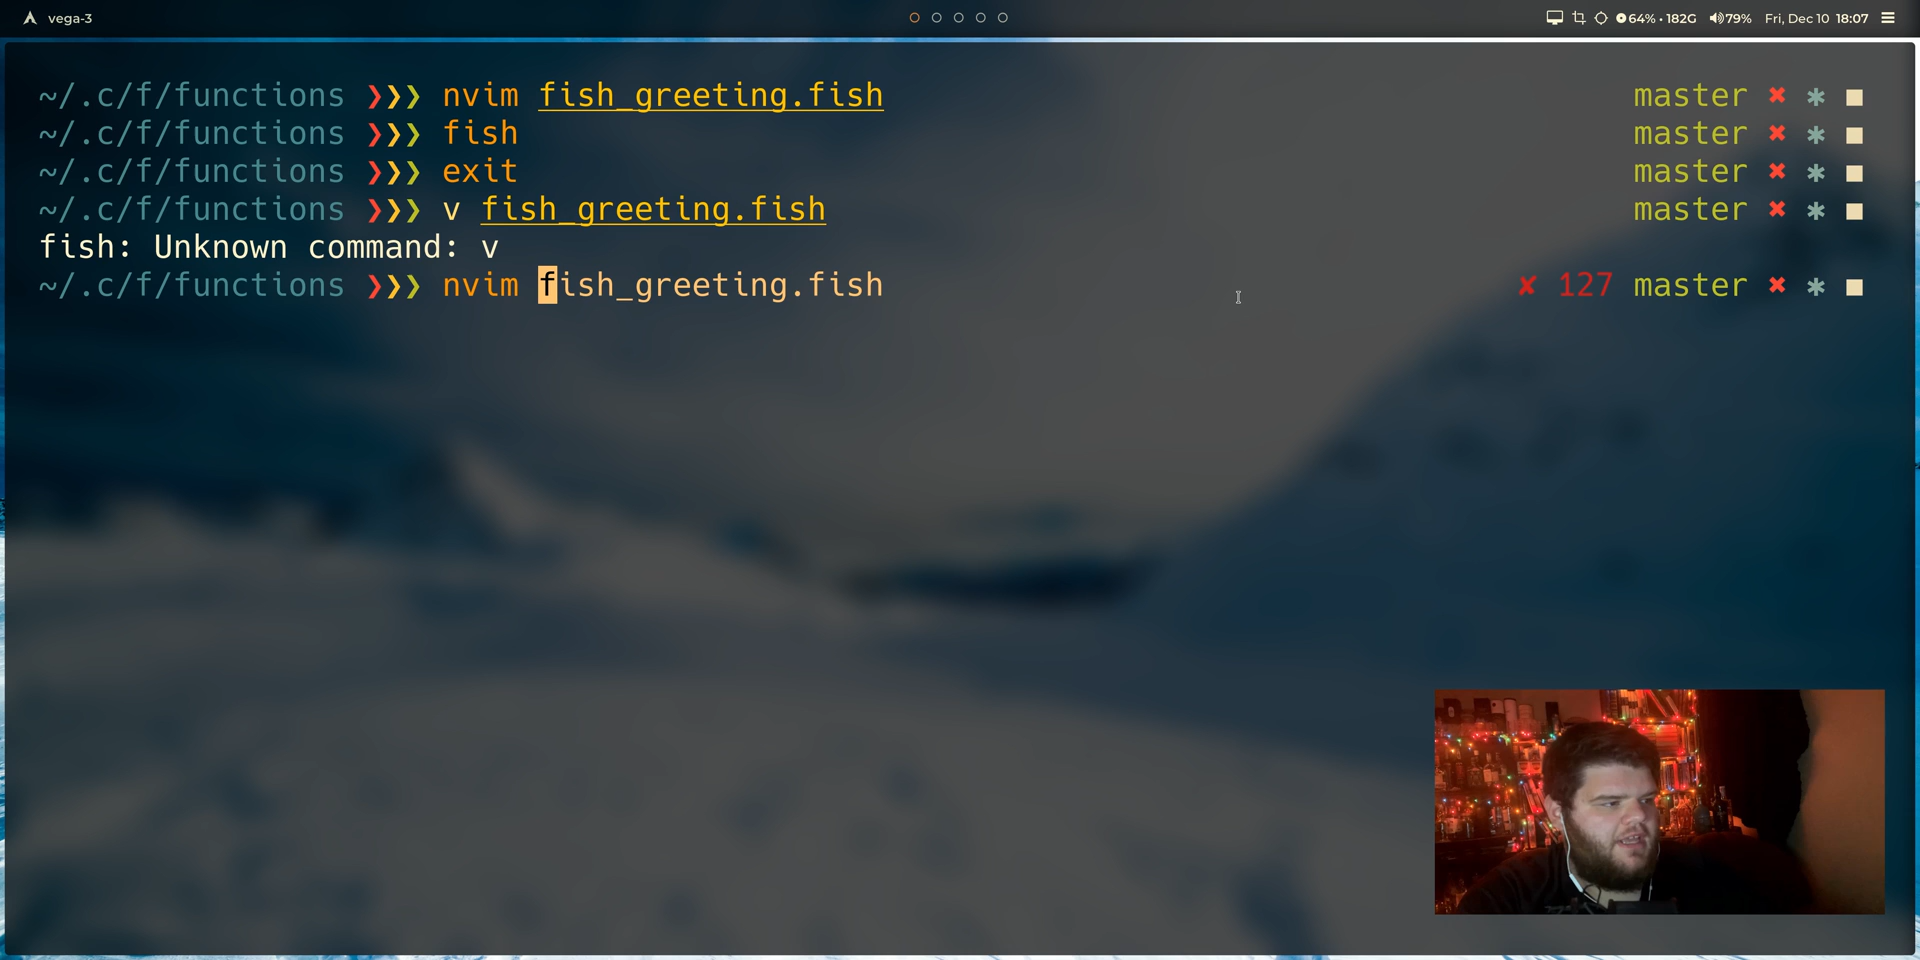 vega-3
64% • 182G 79% Fri, Dec 10 18:07
~/.c/f/functions ❯❯❯ nvim fish_greeting.fish master ✖ ✱ ■
~/.c/f/functions ❯❯❯ fish master ✖ ✱ ■
~/.c/f/functions ❯❯❯ exit master ✖ ✱ ■
~/.c/f/functions ❯❯❯ v fish_greeting.fish master ✖ ✱ ■
fish: Unknown command: v
~/.c/f/functions ❯❯❯ nvim fish_greeting.fish ✘ 127 master ✖ ✱ ■